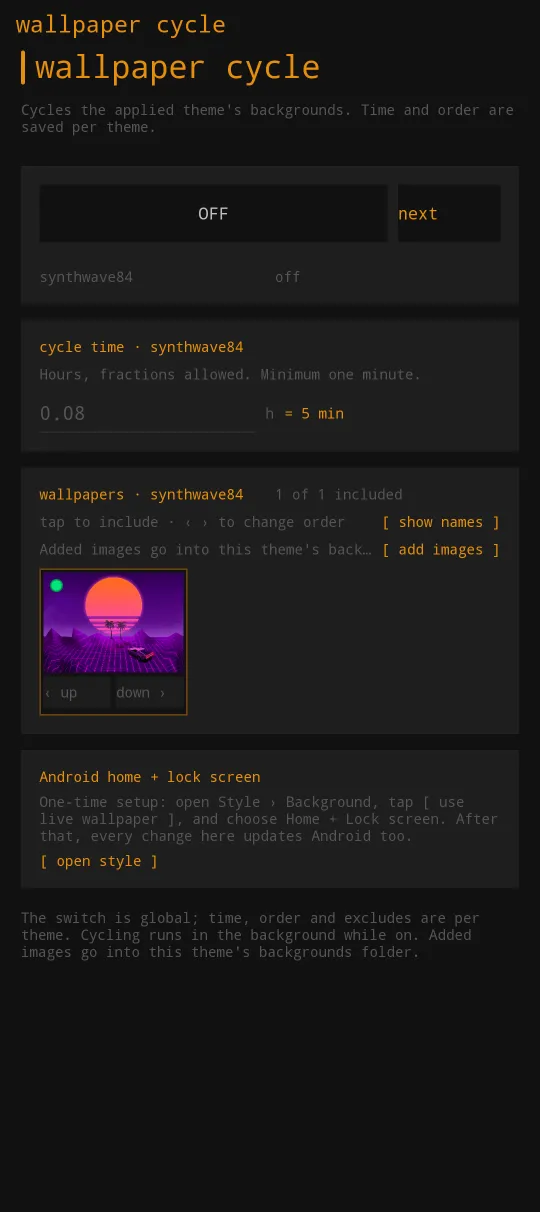 wallpaper cycle
wallpaper cycle
Cycles the applied theme's backgrounds. Time and order are
saved per theme.
OFF
next
synthwave84 off
cycle time · synthwave84
Hours, fractions allowed. Minimum one minute.
0.08 h = 5 min
wallpapers · synthwave84 1 of 1 included
tap to include · ‹ › to change order [ show names ]
Added images go into this theme's back… [ add images ]
‹ up down ›
Android home + lock screen
One-time setup: open Style › Background, tap [ use
live wallpaper ], and choose Home + Lock screen. After
that, every change here updates Android too.
[ open style ]
The switch is global; time, order and excludes are per
theme. Cycling runs in the background while on. Added
images go into this theme's backgrounds folder.